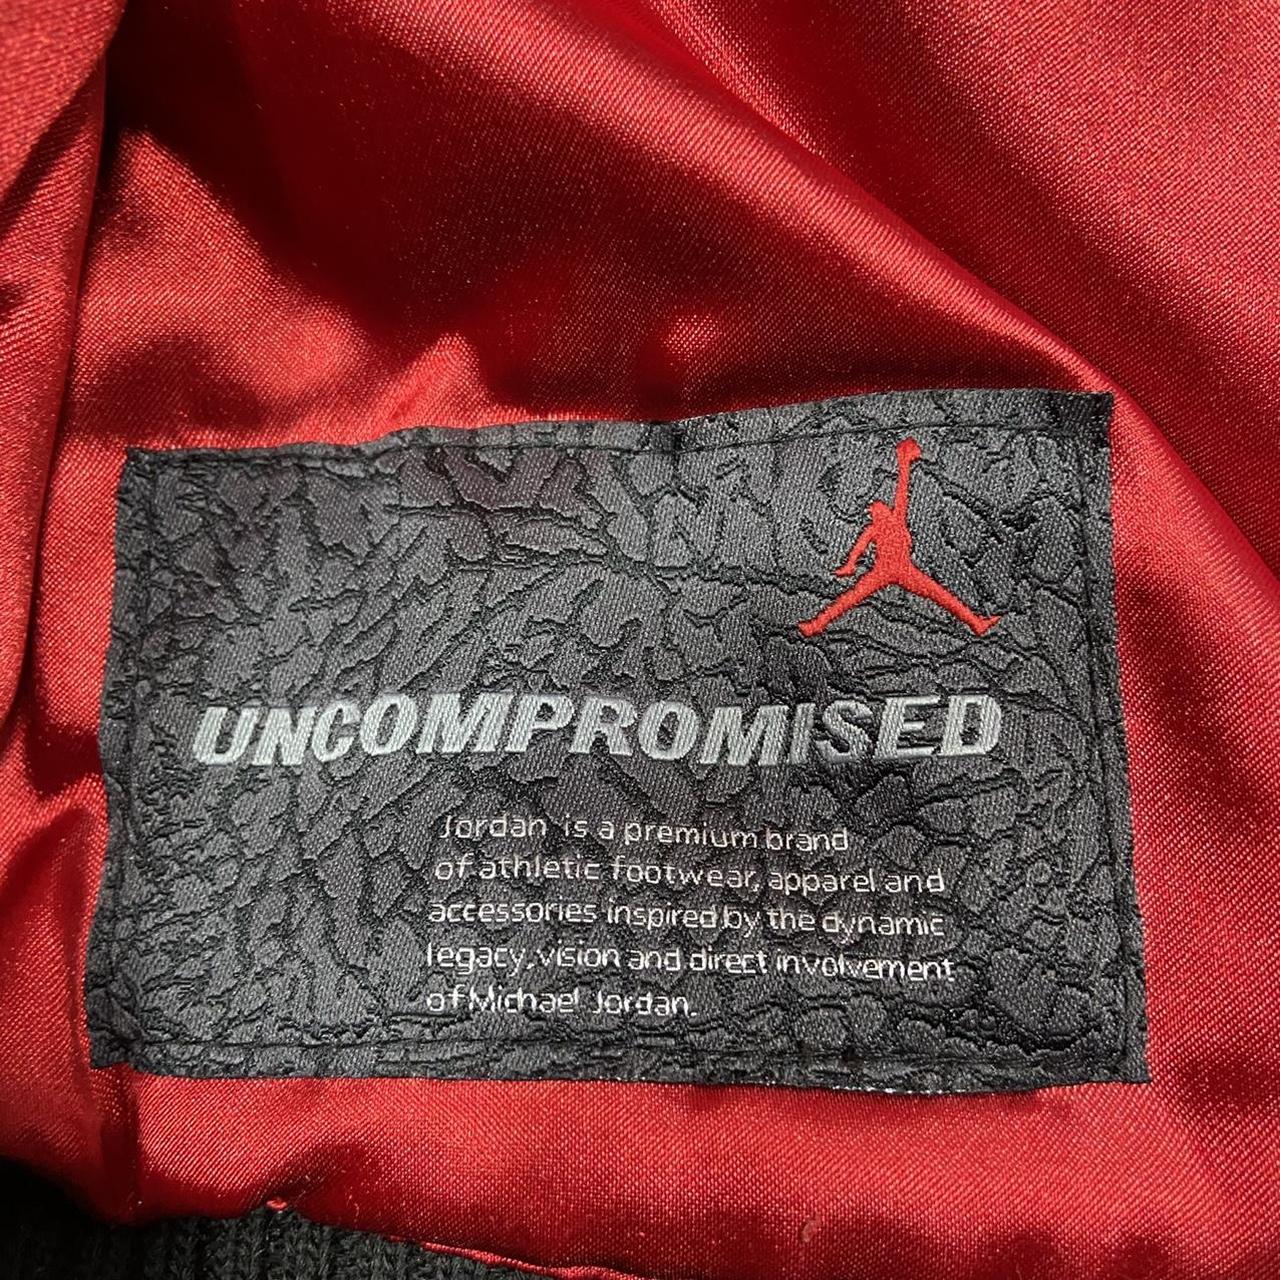 UNCOMPROMISED
Jordan is a premium brand
of athletic footwear, apparel and
accessories inspired by the dynamic
legacy, vision and direct involvement
of Michael Jordan.